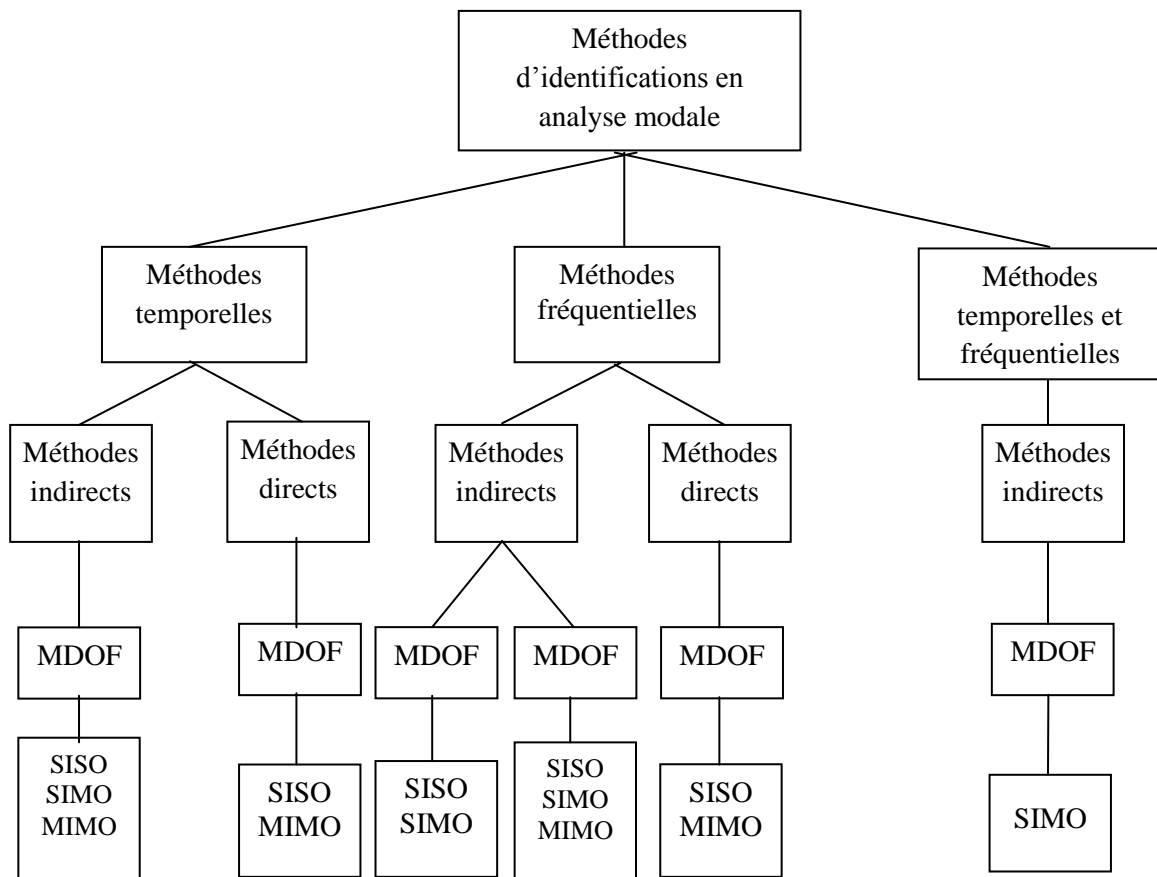 Méthodes
d’identifications en
analyse modale
Méthodes
temporelles
Méthodes
fréquentielles
Méthodes
temporelles et
fréquentielles
Méthodes
indirects
Méthodes
directs
Méthodes
indirects
Méthodes
directs
Méthodes
indirects
MDOF
MDOF
MDOF
MDOF
MDOF
MDOF
SISO
SIMO
MIMO
SISO
MIMO
SISO
SIMO
SISO
SIMO
MIMO
SISO
MIMO
SIMO